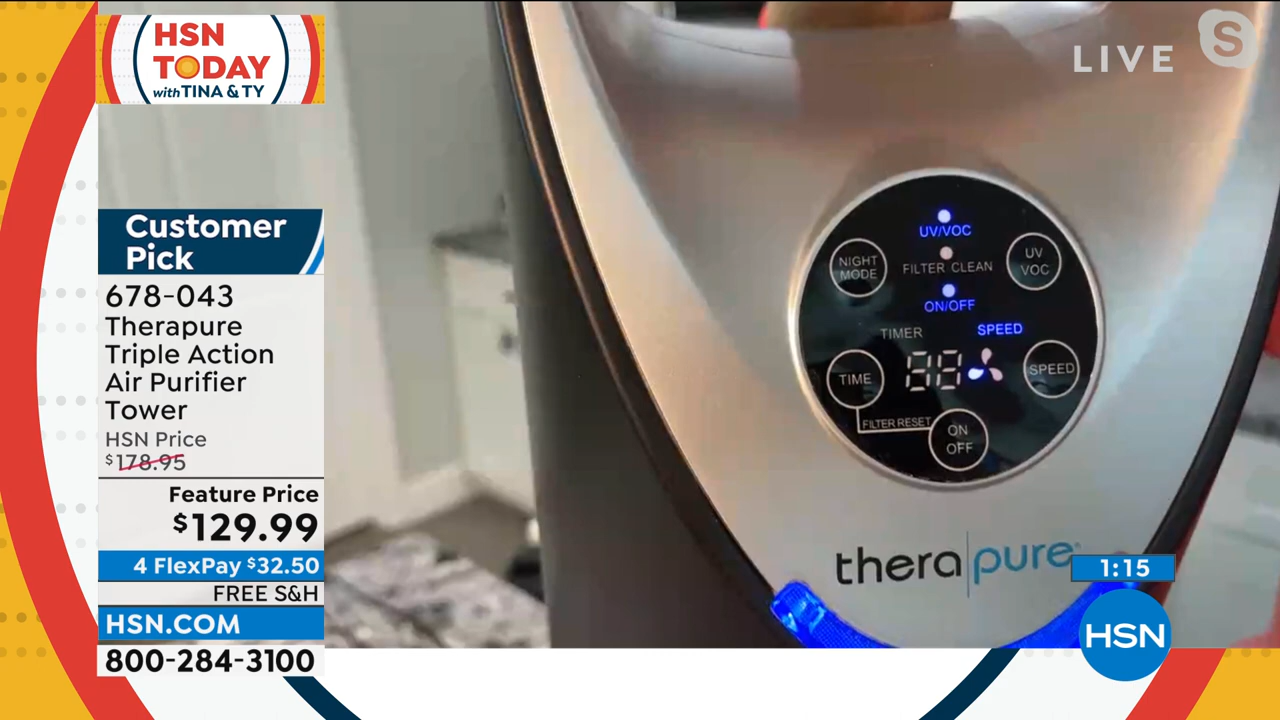 HSN
TODAY
with TINA & TY
Customer
Pick
678-043
Therapure
Triple Action
Air Purifier
Tower
HSN Price
$178.95
Feature Price
$129.99
4 FlexPay $32.50
FREE S&H
HSN.COM
800-284-3100
LIVE
S
UV/VOC
NIGHT
MODE
FILTER CLEAN
UV
VOC
ON/OFF
TIMER
SPEED
TIME
88
SPEED
FILTER RESET
ON
OFF
thera|pure
1:15
HSN